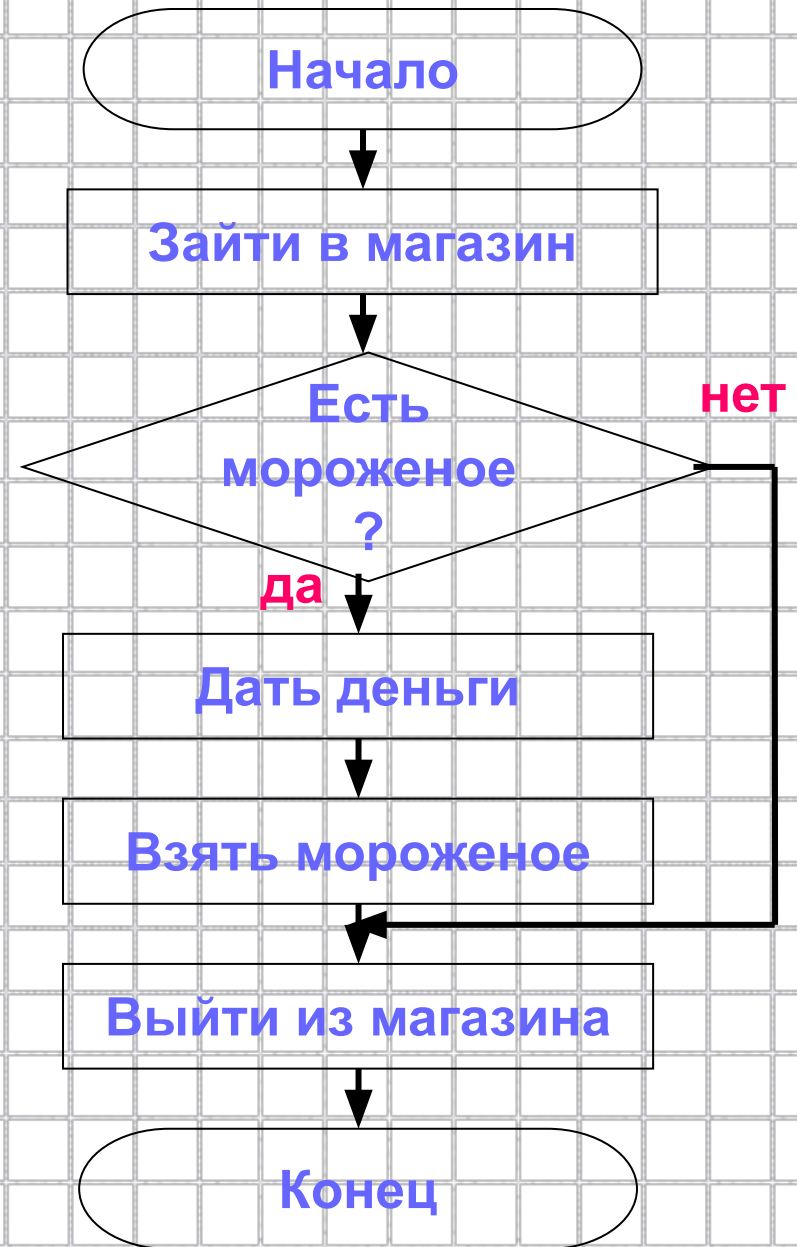 Начало
Зайти в магазин
Есть
мороженое
?
нет
да
Дать деньги
Взять мороженое
Выйти из магазина
Конец